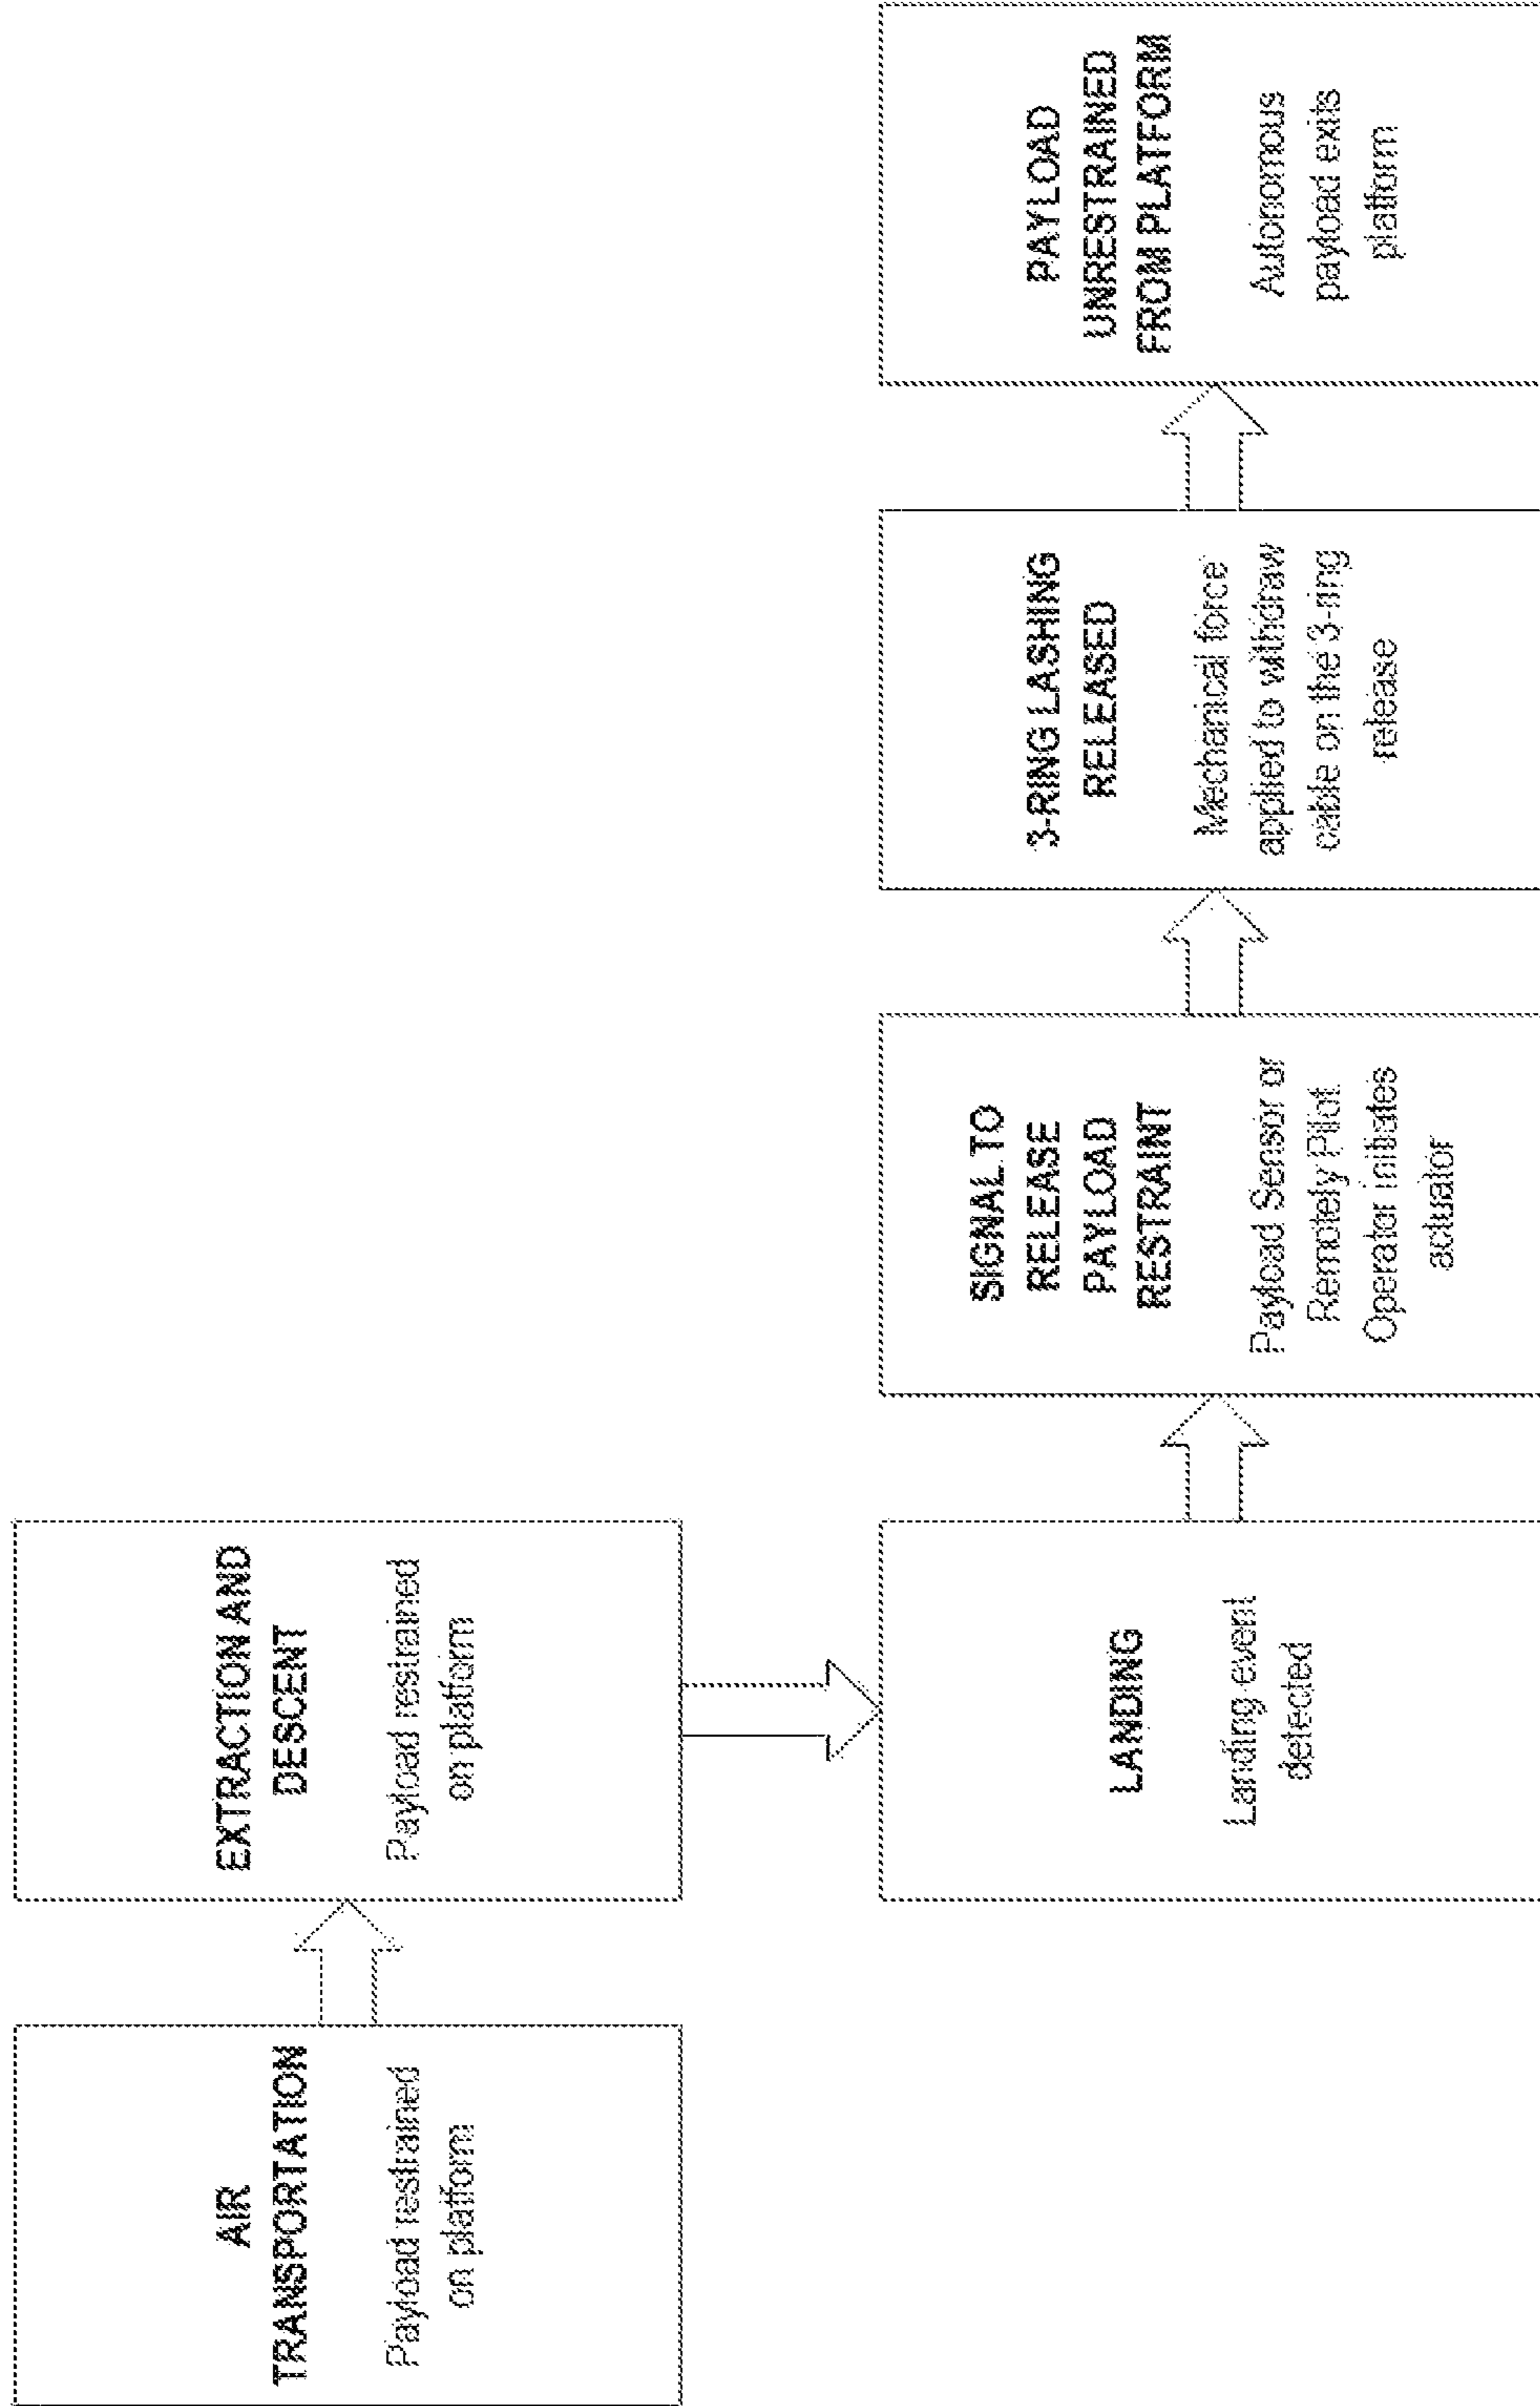 AIR
TRANSPORTATION
Payload restrained
on platform
EXTRACTION AND
DESCENT
Payload restrained
on platform
LANDING
Landing event
detected
SIGNAL TO
RELEASE
PAYLOAD
RESTRAINT
Payload Sensor or
Remotely Pilot
Operator initiates
actuator
3-RING LASHING
RELEASED
Mechanical force
applied to withdraw
cable on the 3-ring
release
PAYLOAD
UNRESTRAINED
FROM PLATFORM
Autonomous
payload exits
platform